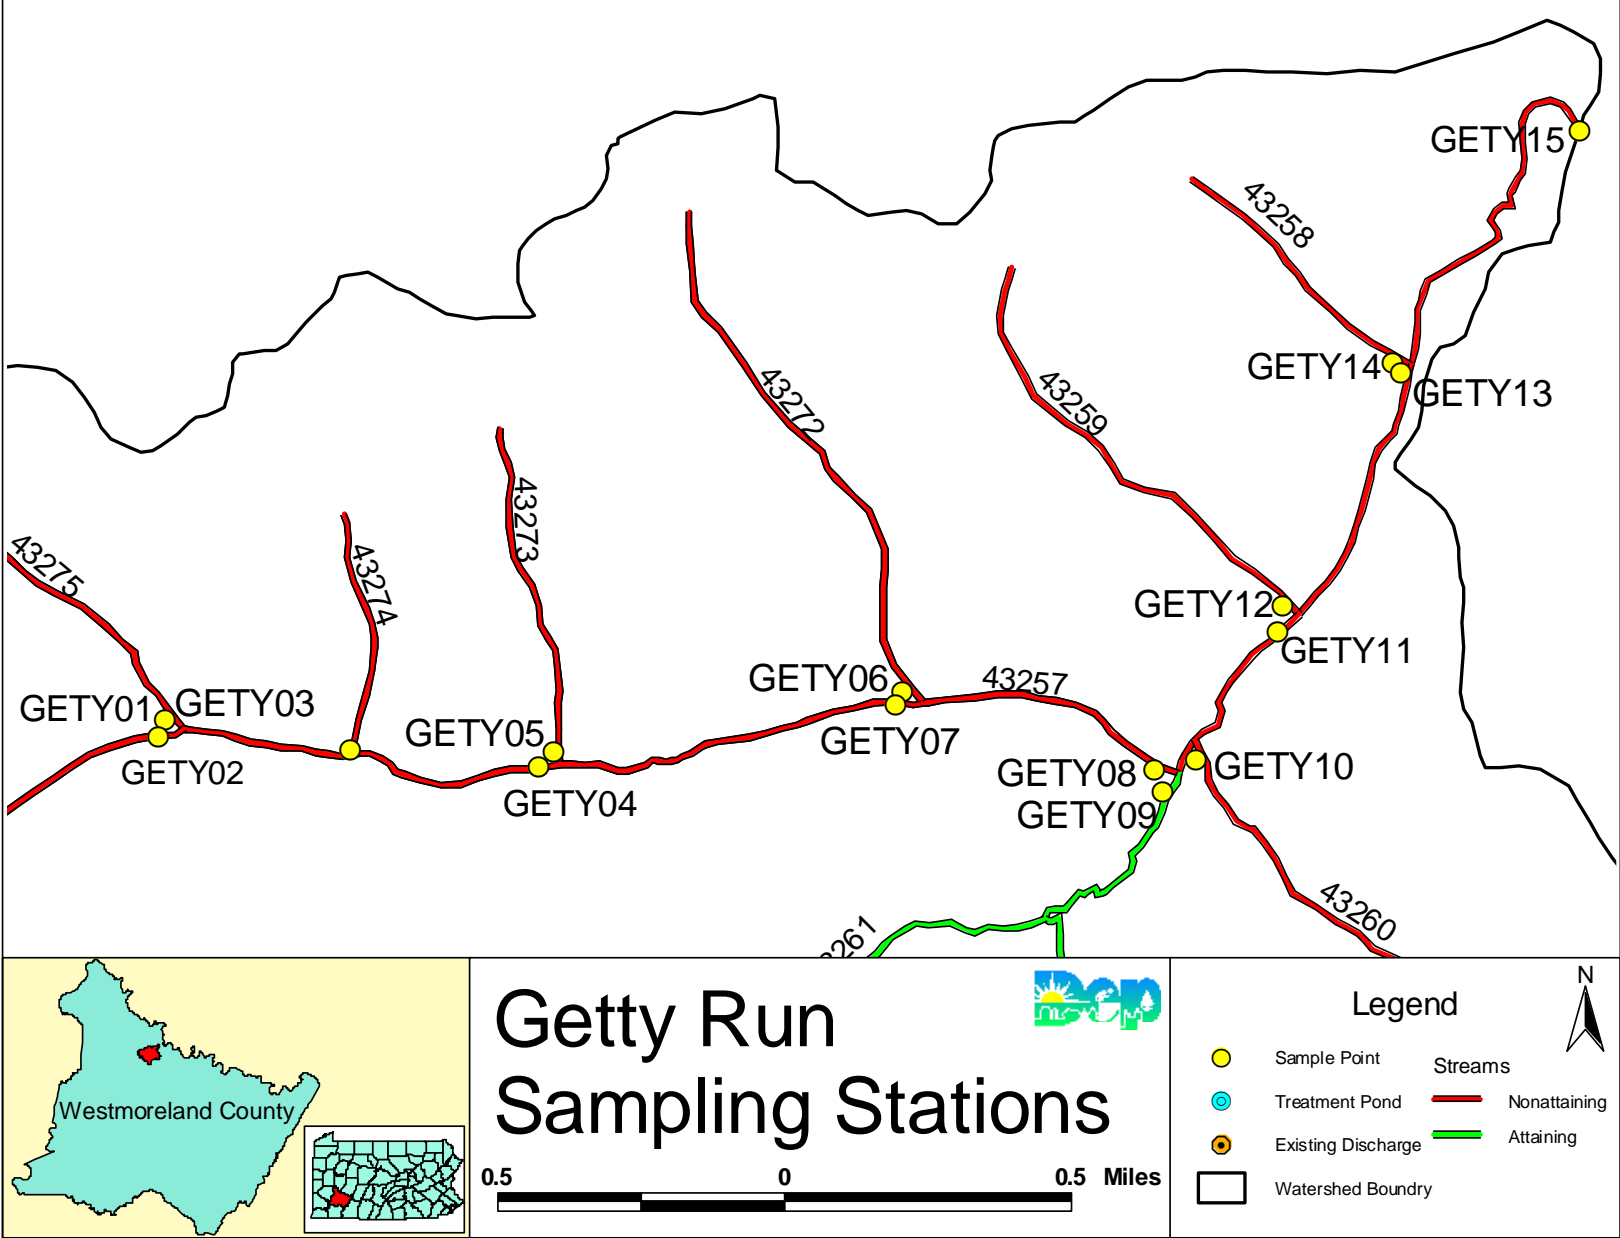 GETY15
43258
GETY14
GETY13
43272
43259
43273
43275
43274
GETY12
GETY11
GETY06
43257
GETY01
GETY03
GETY05
GETY07
GETY02
GETY08
GETY10
GETY04
GETY09
43260
3261
Westmoreland County
Getty Run
Sampling Stations
Dep
0.5 0 0.5 Miles
Legend
N
Sample Point
Streams
Treatment Pond
Nonattaining
Existing Discharge
Attaining
Watershed Boundry